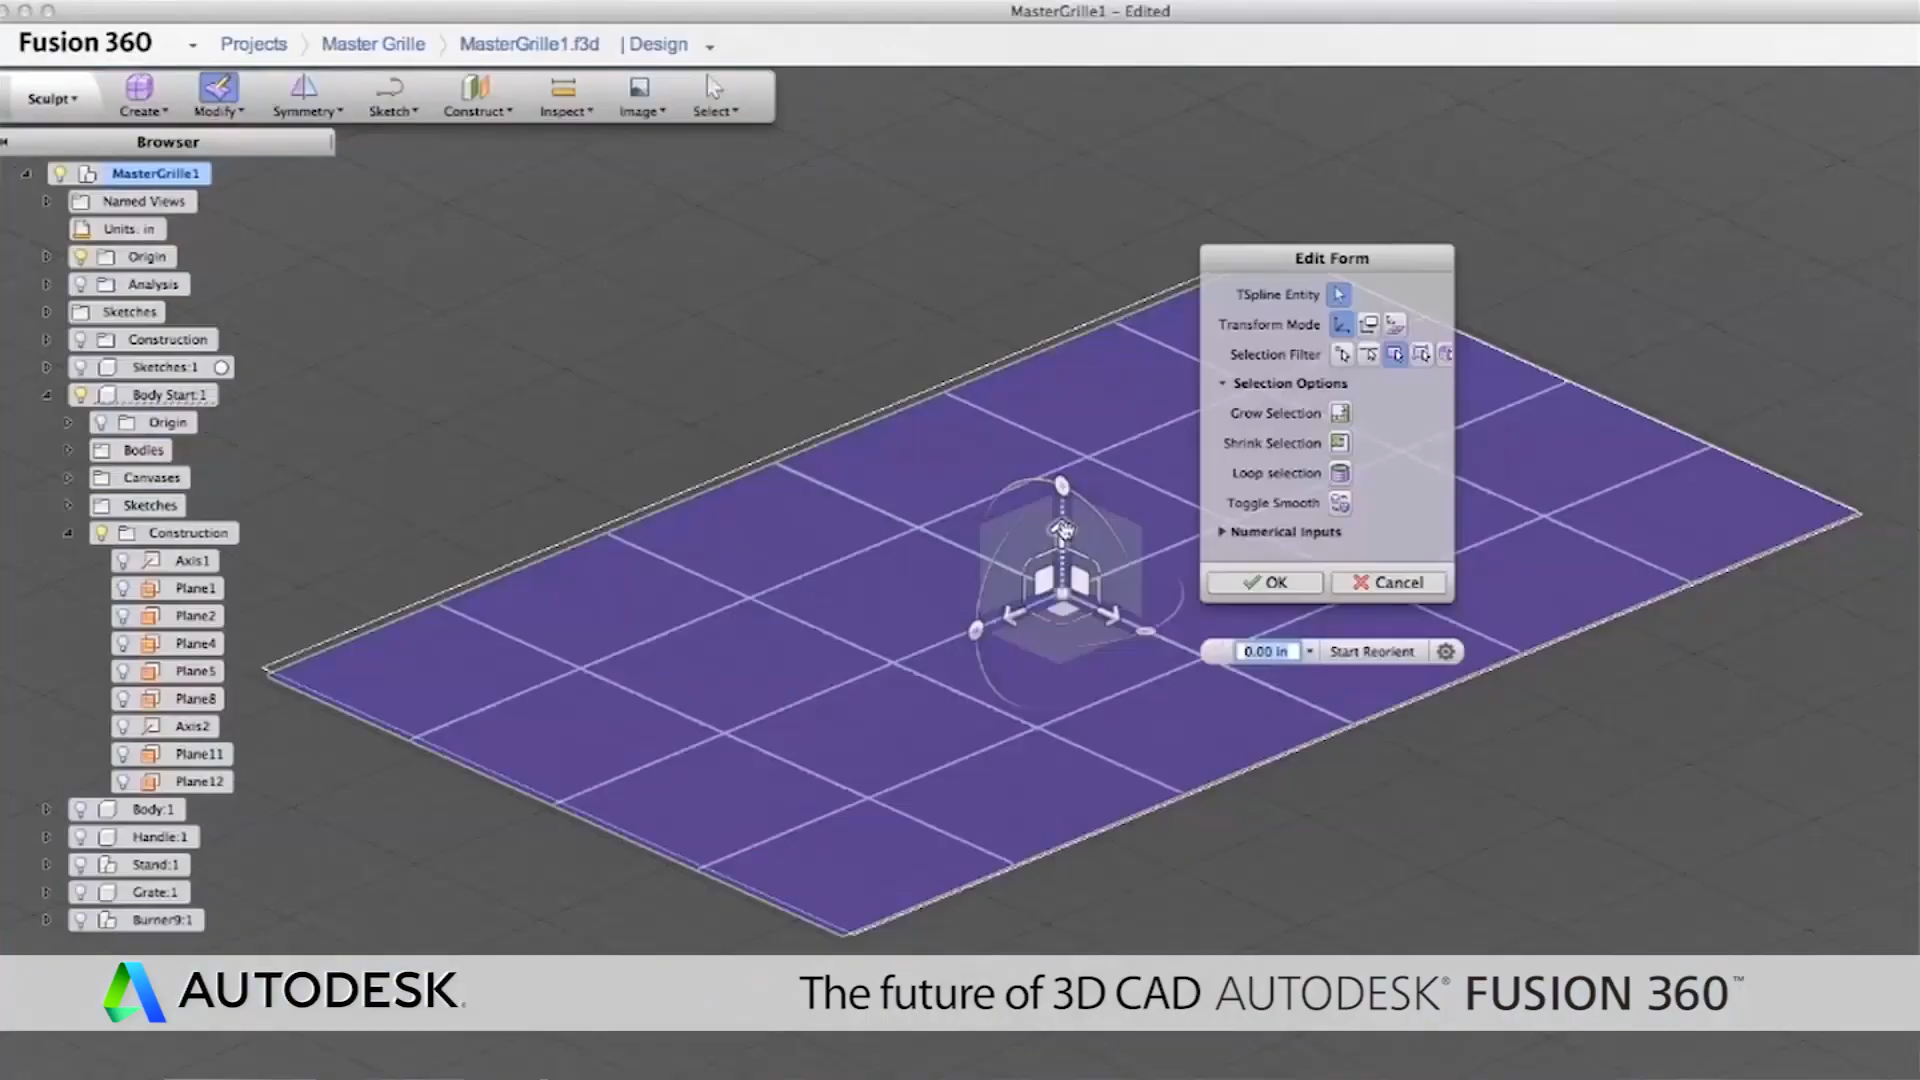 MasterGrille1 – Edited
Fusion 360
Projects
Master Grille
MasterGrille1.f3d
| Design
Sculpt
Create
Modify
Symmetry
Sketch
Construct
Inspect
Image
Select
Browser
MasterGrille1
Named Views
Units: in
Origin
Analysis
Sketches
Construction
Sketches:1
Body Start:1
Origin
Bodies
Canvases
Sketches
Construction
Axis1
Plane1
Plane2
Plane4
Plane5
Plane8
Axis2
Plane11
Plane12
Body:1
Handle:1
Stand:1
Grate:1
Burner9:1
Edit Form
TSpline Entity
Transform Mode
Selection Filter
Selection Options
Grow Selection
Shrink Selection
Loop selection
Toggle Smooth
Numerical Inputs
OK
Cancel
0.00 in
Start Reorient
AUTODESK.
The future of 3D CAD AUTODESK® FUSION 360™